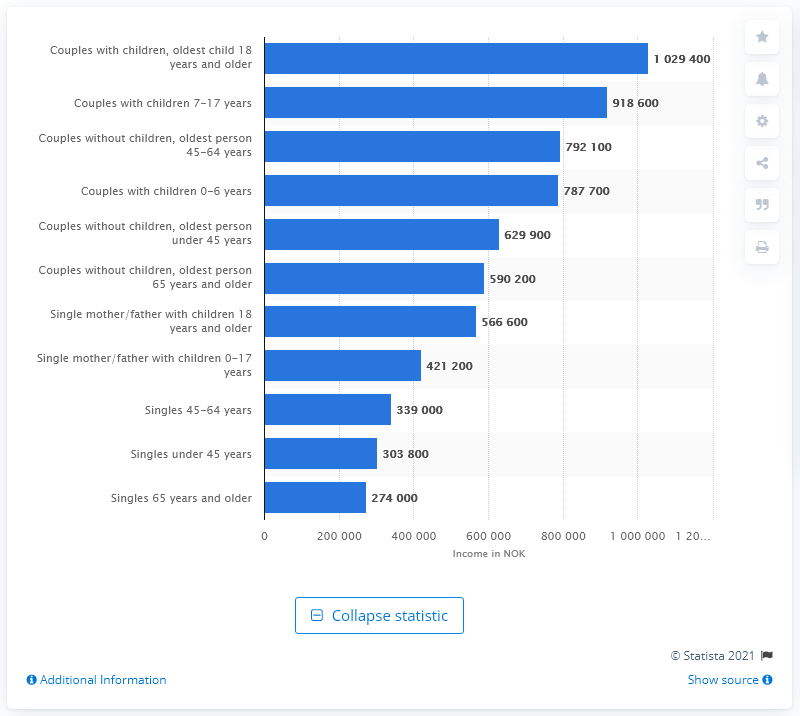 Couples with children, oldest child 18
years and older
1 029 400
Couples with children 7–17 years
918 600
Couples without children, oldest person
45–64 years
792 100
Couples with children 0–6 years
787 700
Couples without children, oldest person
under 45 years
629 900
Couples without children, oldest person
65 years and older
590 200
Single mother/father with children 18
years and older
566 600
Single mother/father with children 0–17
years
421 200
Singles 45–64 years
339 000
Singles under 45 years
303 800
Singles 65 years and older
274 000
0 200 000 400 000 600 000 800 000 1 000 000 1 20…
Income in NOK
Collapse statistic
© Statista 2021
Additional Information
Show source